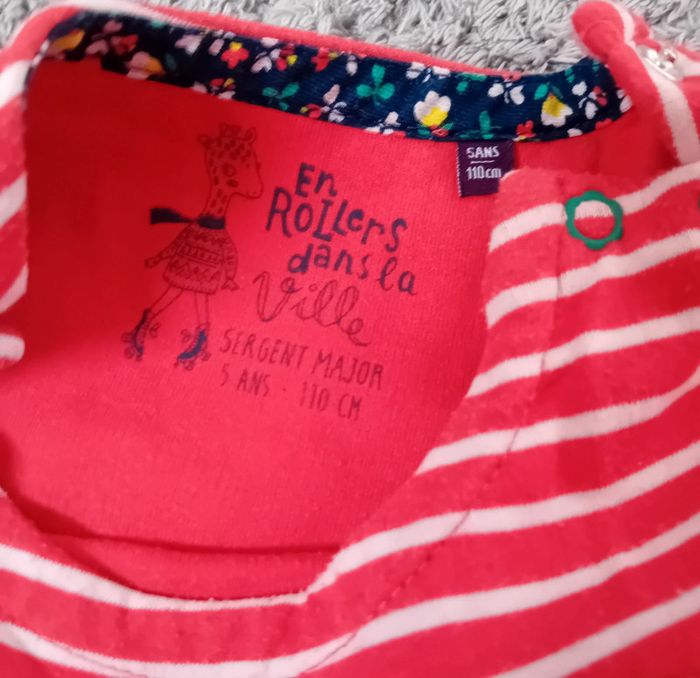 5ANS
110cm
En
ROLLers
dans la
Ville
SERGENT MAJOR
5 ANS · 110 CM